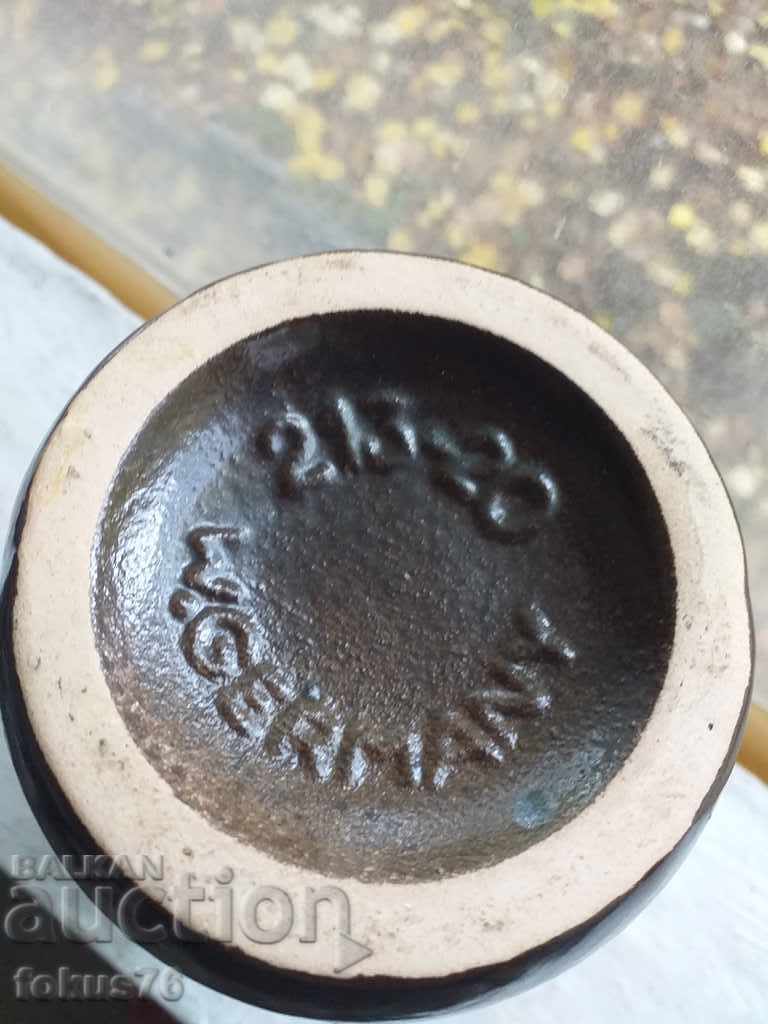 213-20
W.GERMANY
BALKAN
auction
fokus76